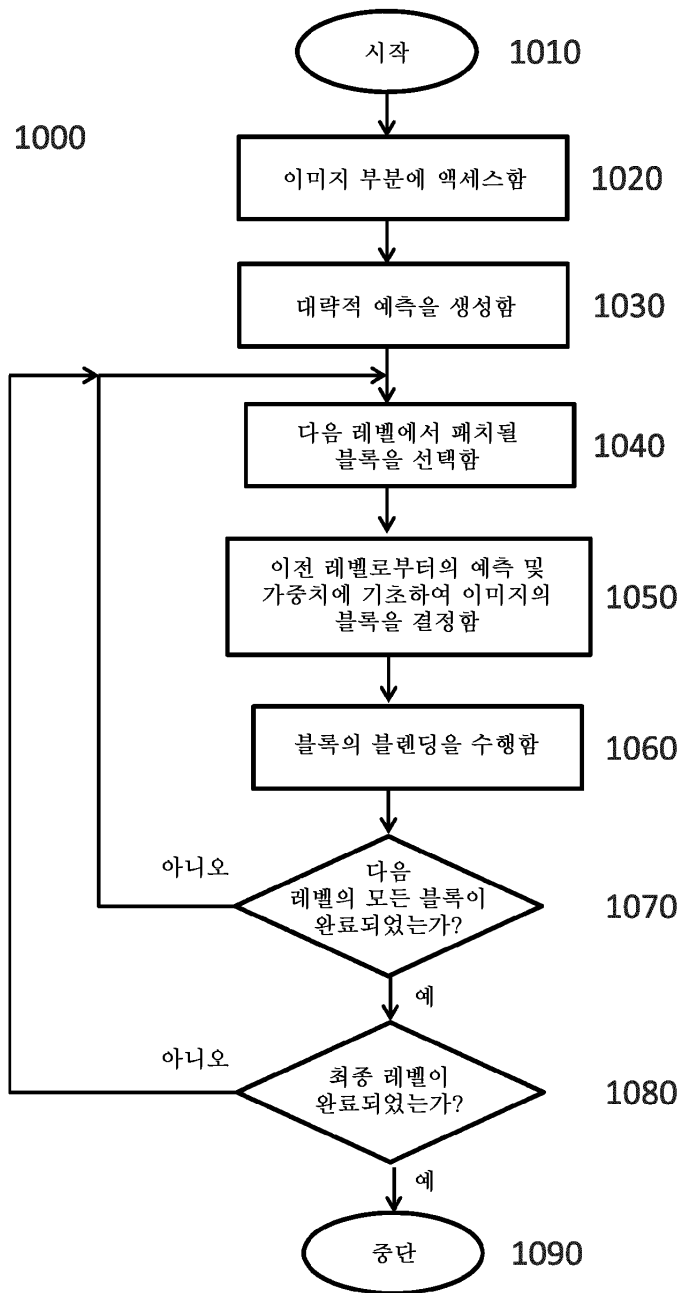 시작
1010
1000
이미지 부분에 액세스함
1020
대략적 예측을 생성함
1030
다음 레벨에서 패치될
블록을 선택함
1040
이전 레벨로부터의 예측 및
가중치에 기초하여 이미지의
블록을 결정함
1050
블록의 블렌딩을 수행함
1060
아니오
다음
레벨의 모든 블록이
완료되었는가?
1070
예
아니오
최종 레벨이
완료되었는가?
1080
예
중단
1090